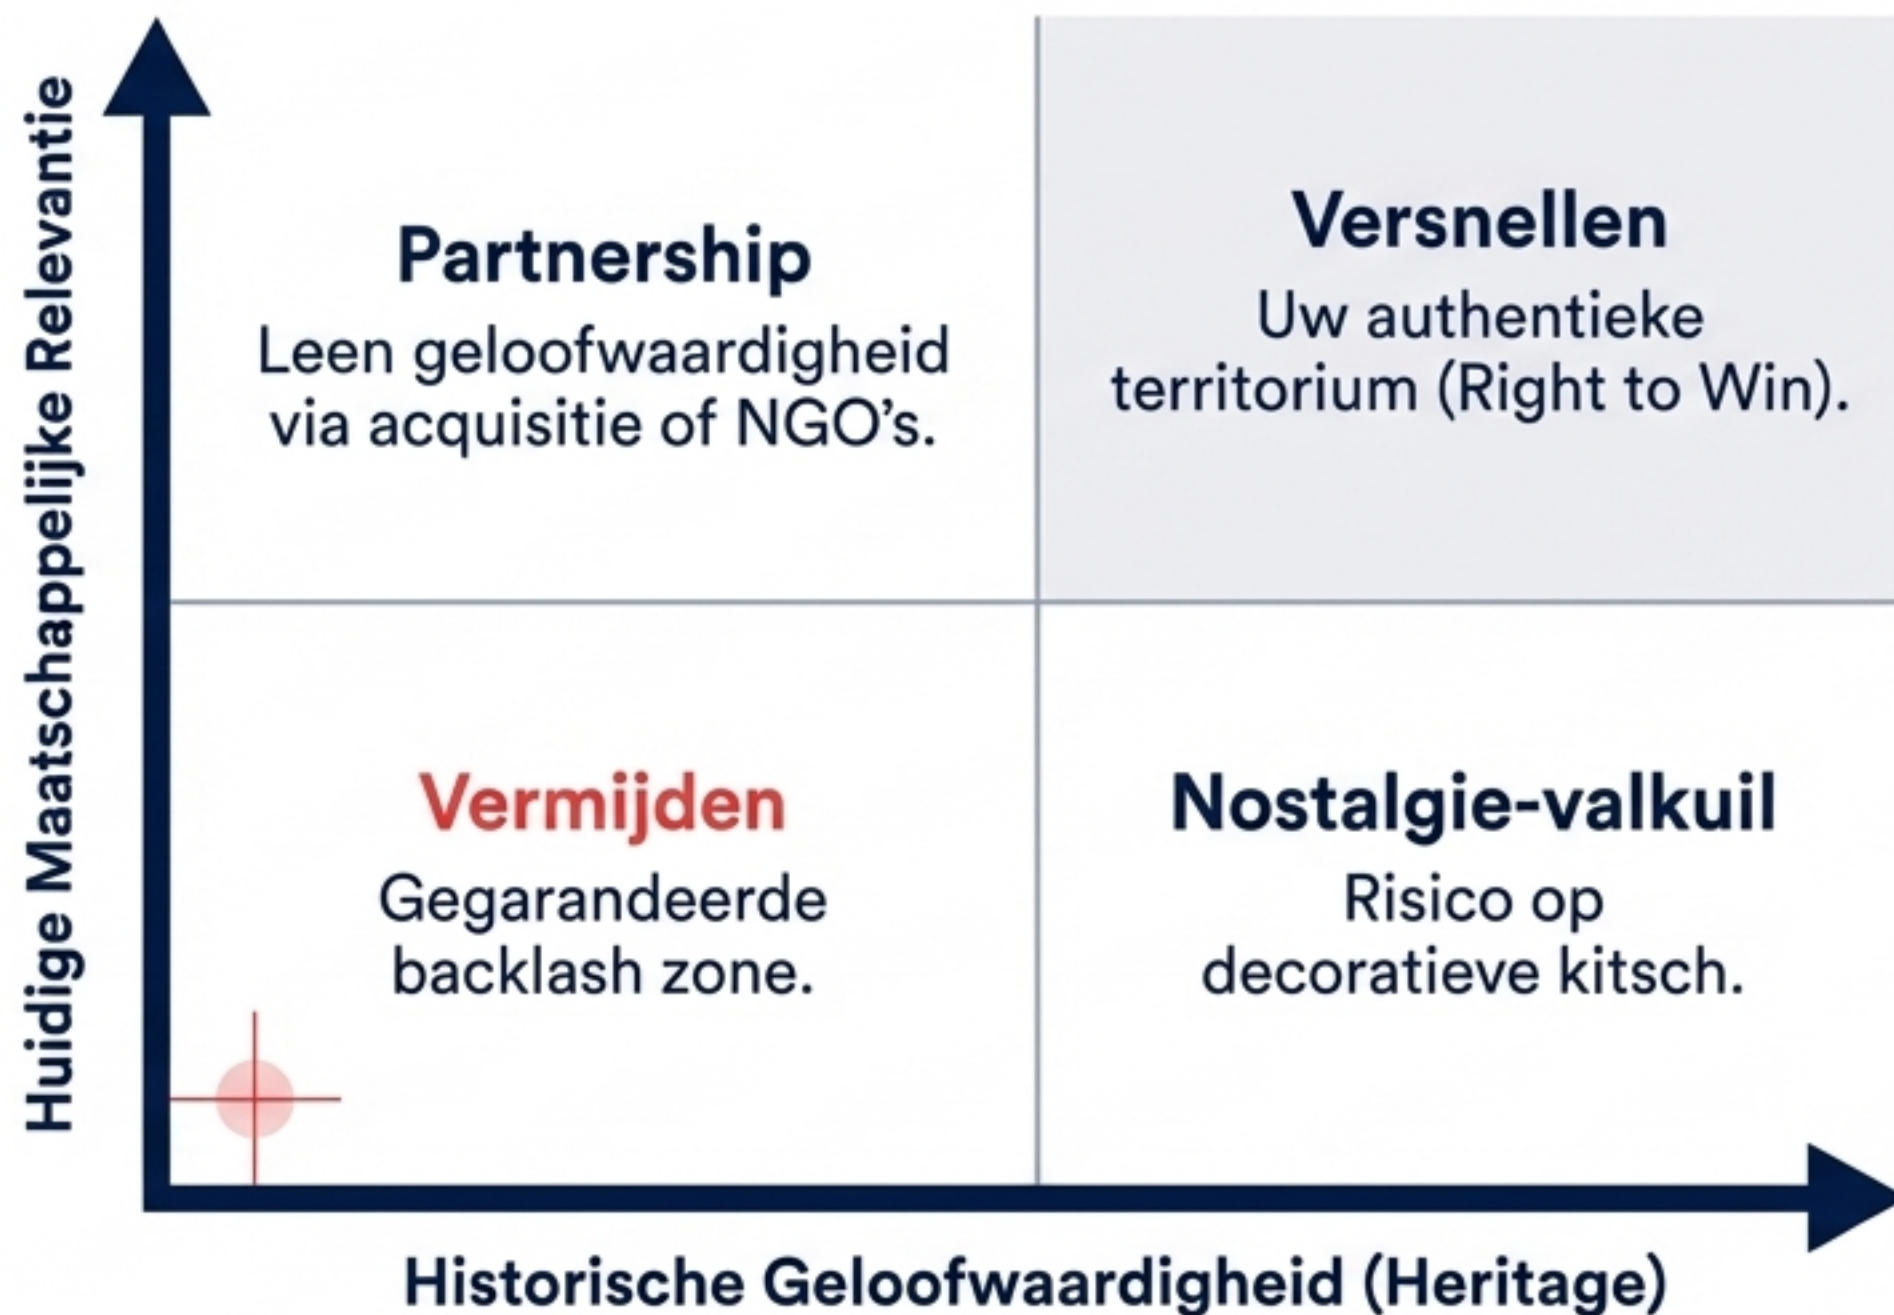 Huidige Maatschappelijke Relevantie
Partnership
Leen geloofwaardigheid
via acquisitie of NGO’s.
Versnellen
Uw authentieke
territorium (Right to Win).
Vermijden
Gegarandeerde
backlash zone.
Nostalgie-valkuil
Risico op
decoratieve kitsch.
Historische Geloofwaardigheid (Heritage)